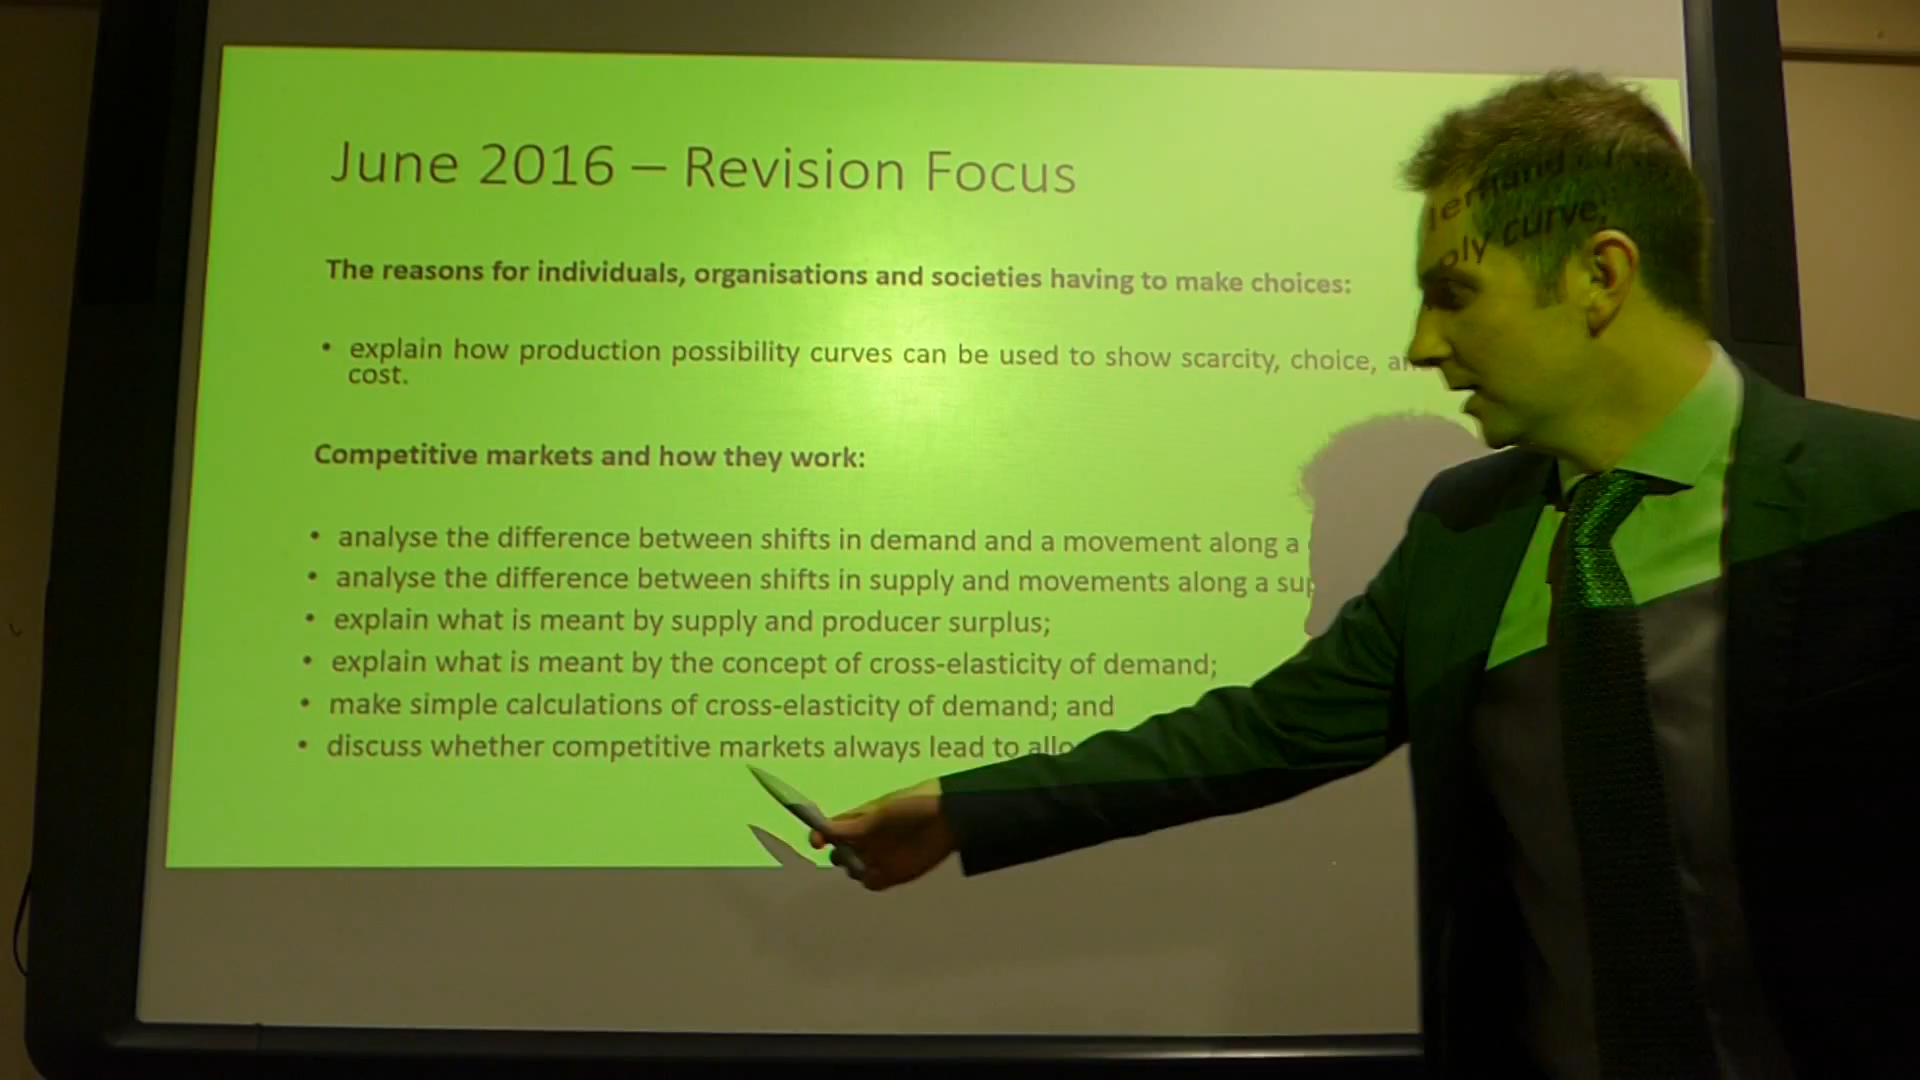 June 2016 – Revision Focus
The reasons for individuals, organisations and societies having to make choices:
• explain how production possibility curves can be used to show scarcity, choice,
cost.
Competitive markets and how they work:
• analyse the difference between shifts in demand and a movement along a
• analyse the difference between shifts in supply and movements along a
• explain what is meant by supply and producer surplus;
• explain what is meant by the concept of cross-elasticity of demand;
• make simple calculations of cross-elasticity of demand; and
• discuss whether competitive markets always lead to
curve;